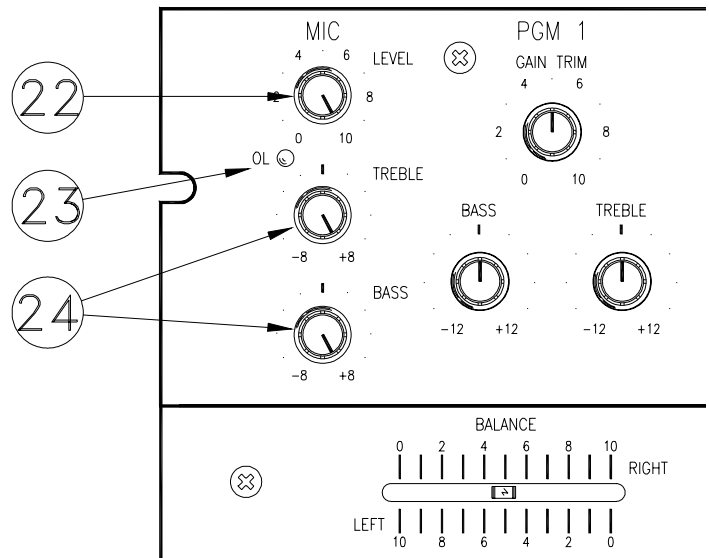 MIC
PGM 1
4 6
LEVEL
GAIN TRIM
22
2 8
4 6
0 10
2 8
OL
23
TREBLE
0 10
BASS TREBLE
-8 +8
24
BASS
-12 +12 -12 +12
-8 +8
BALANCE
0 2 4 6 8 10
RIGHT
LEFT
10 8 6 4 2 0